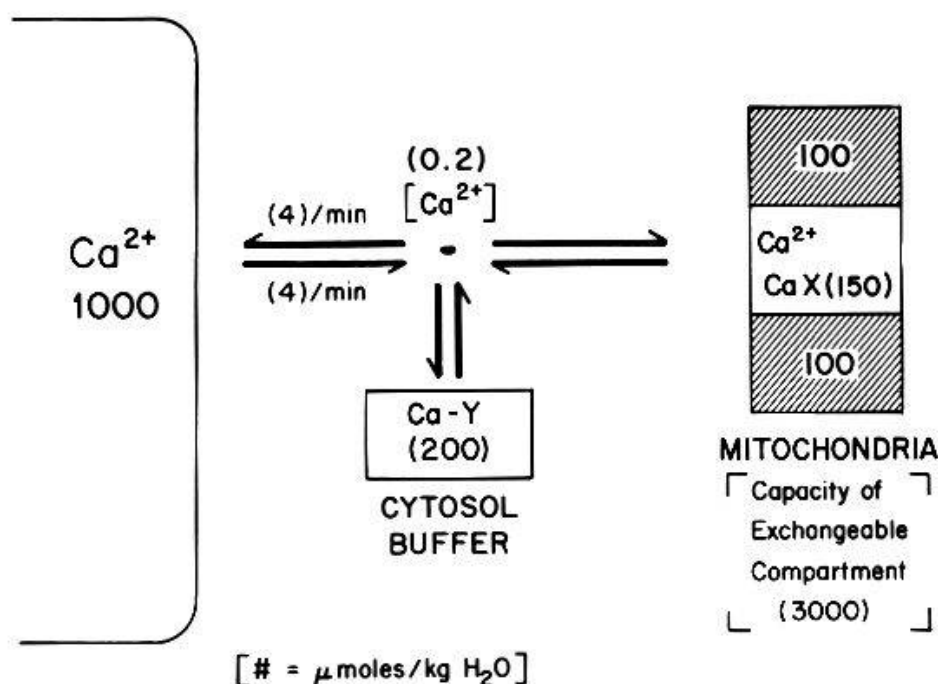 Ca²⁺
1000
(4)/min
(4)/min
(0.2)
[Ca²⁺]
Ca-Y
(200)
CYTOSOL
BUFFER
100
Ca²⁺
CaX(150)
100
MITOCHONDRIA
Capacity of
Exchangeable
Compartment
(3000)
[# = μmoles/kg H₂O]